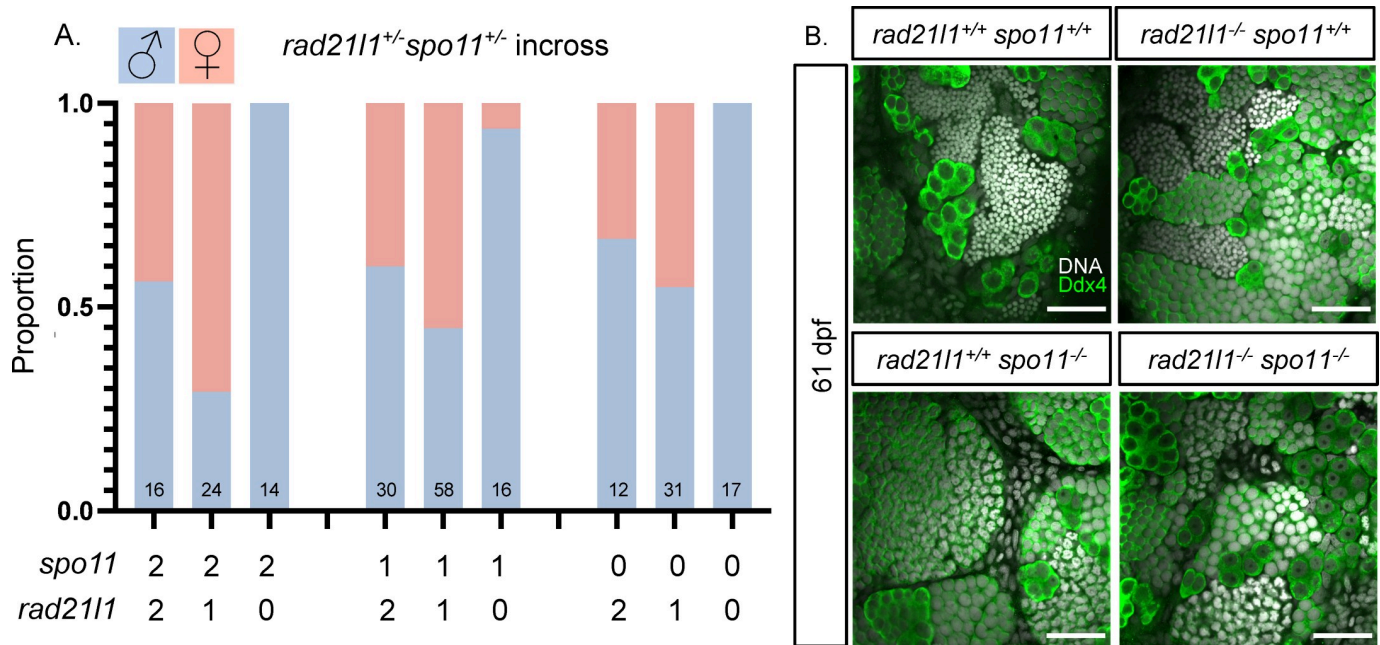 A.
♂ ♀
rad21l1+/-spo11+/- incross
Proportion
1.0
0.5
0.0
16 24 14 30 58 16 12 31 17
spo11 2 2 2 1 1 1 0 0 0
rad21l1 2 1 0 2 1 0 2 1 0
B.
rad21l1+/+ spo11+/+
rad21l1-/- spo11+/+
61 dpf
DNA
Ddx4
rad21l1+/+ spo11-/-
rad21l1-/- spo11-/-